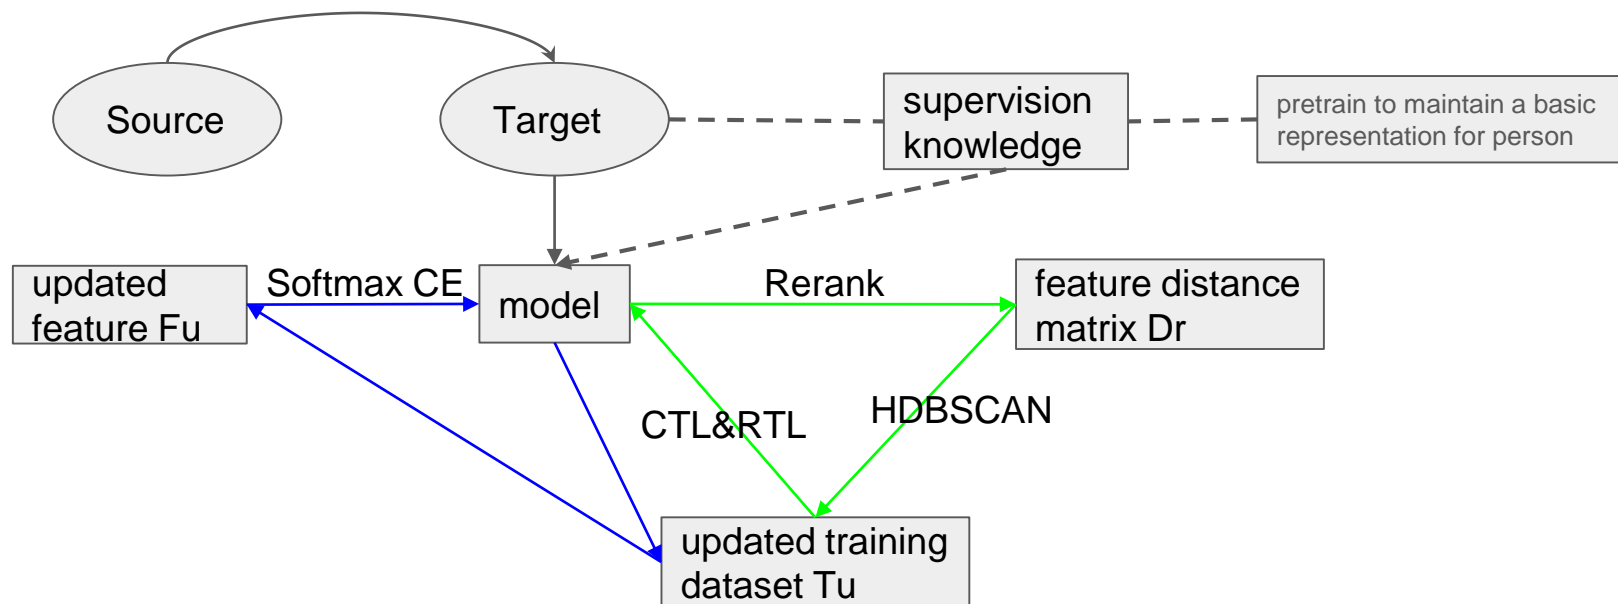 Source
Target
supervision
knowledge
pretrain to maintain a basic
representation for person
updated
feature Fu
Softmax CE
model
Rerank
feature distance
matrix Dr
CTL&RTL
HDBSCAN
updated training
dataset Tu